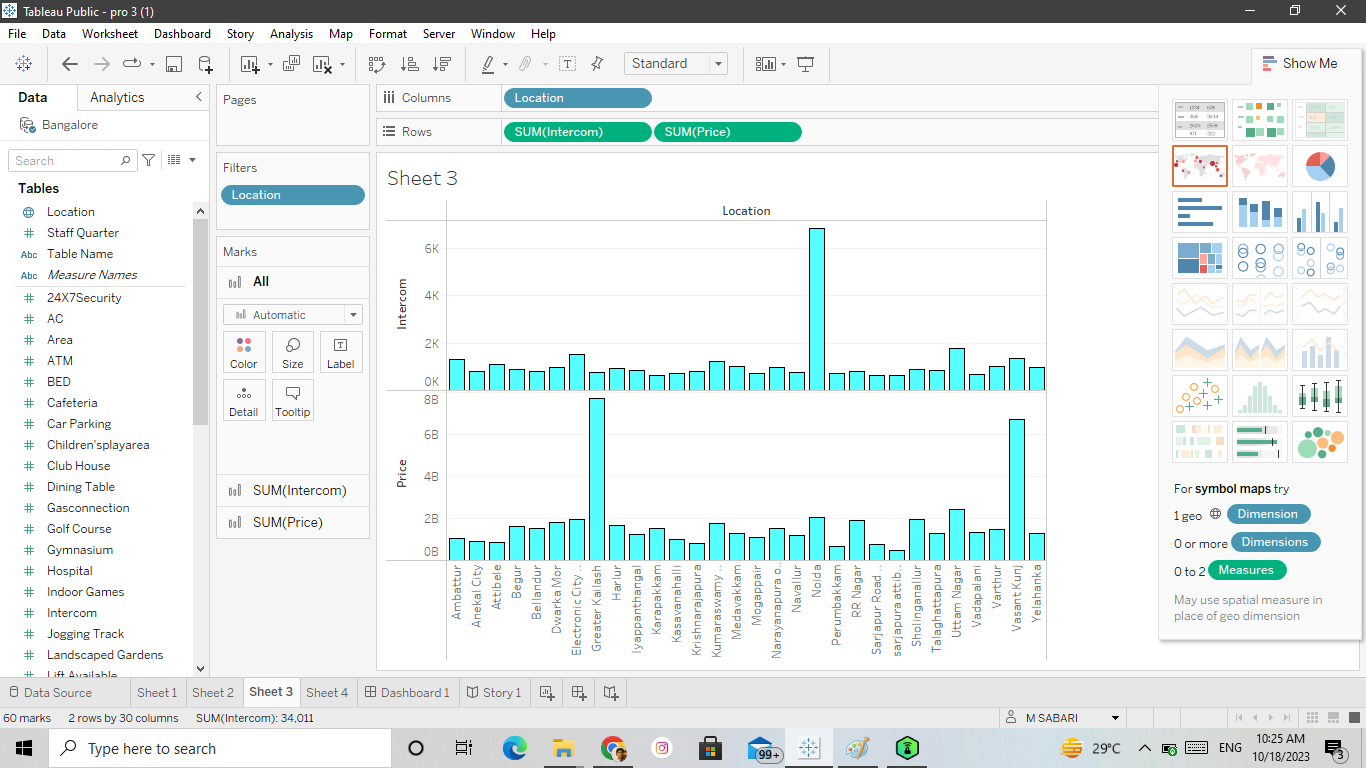 Tableau Public - pro 3 (1)
File Data Worksheet Dashboard Story Analysis Map Format Server Window Help
Standard
Show Me
Data Analytics
Bangalore
Search
Tables
Location
Staff Quarter
Abc Table Name
Abc Measure Names
24X7Security
AC
Area
ATM
BED
Cafeteria
Car Parking
Children'splayarea
Club House
Dining Table
Gasconnection
Golf Course
Gymnasium
Hospital
Indoor Games
Intercom
Jogging Track
Landscaped Gardens
Lift Available
Pages
Filters
Location
Marks
All
Automatic
Color Size Label
Detail Tooltip
SUM(Intercom)
SUM(Price)
Columns Location
Rows SUM(Intercom) SUM(Price)
Sheet 3
Location
Intercom
6K
4K
2K
0K
Price
8B
6B
4B
2B
0B
Ambattur
Anekal City
Attibele
Begur
Bellandur
Dwarka Mor
Electronic City ..
Greater Kailash
Harlur
Iyappanthangal
Karapakkam
Kasavanahalli
Krishnarajapura
Kumaraswamy ..
Medavakkam
Mogappair
Narayanapura o..
Navallur
Noida
Perumbakkam
RR Nagar
Sarjapur Road ..
sarjapura attib..
Sholinganallur
Talaghattapura
Uttam Nagar
Vadapalani
Varthur
Vasant Kunj
Yelahanka
For symbol maps try
1 geo Dimension
0 or more Dimensions
0 to 2 Measures
May use spatial measure in
place of geo dimension
Data Source Sheet 1 Sheet 2 Sheet 3 Sheet 4 Dashboard 1 Story 1
60 marks 2 rows by 30 columns SUM(Intercom): 34,011 M SABARI
Type here to search
99+
29°C
ENG
10:25 AM
10/18/2023
3